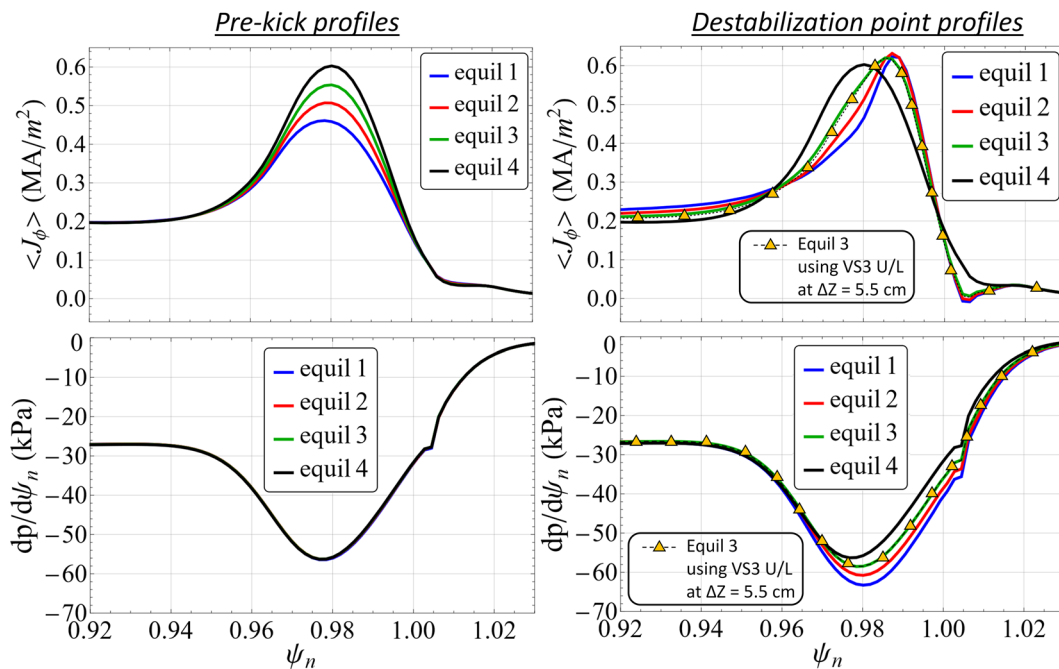 Pre-kick profiles
Destabilization point profiles
<J_ϕ> (MA/m²)
0.6
0.5
0.4
0.3
0.2
0.1
0.0
equil 1
equil 2
equil 3
equil 4
<J_ϕ> (MA/m²)
0.6
0.5
0.4
0.3
0.2
0.1
0.0
equil 1
equil 2
equil 3
equil 4
Equil 3
using VS3 U/L
at ΔZ = 5.5 cm
dp/dψ_n (kPa)
0
−10
−20
−30
−40
−50
−60
−70
equil 1
equil 2
equil 3
equil 4
0.92
0.94
0.96
0.98
1.00
1.02
ψ_n
dp/dψ_n (kPa)
0
−10
−20
−30
−40
−50
−60
−70
equil 1
equil 2
equil 3
equil 4
Equil 3
using VS3 U/L
at ΔZ = 5.5 cm
0.92
0.94
0.96
0.98
1.00
1.02
ψ_n